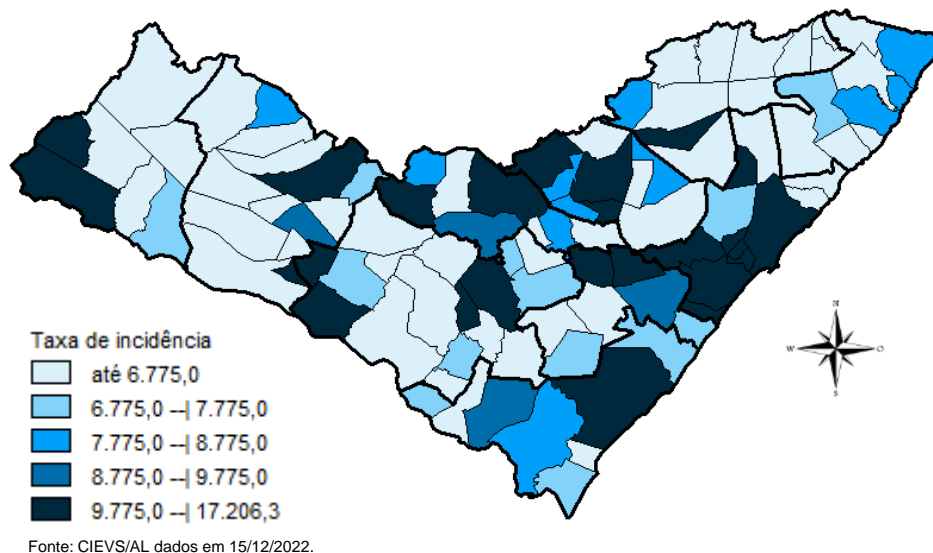 N
W
O
S
Taxa de incidência
até 6.775,0
6.775,0 --| 7.775,0
7.775,0 --| 8.775,0
8.775,0 --| 9.775,0
9.775,0 --| 17.206,3
Fonte: CIEVS/AL dados em 15/12/2022.